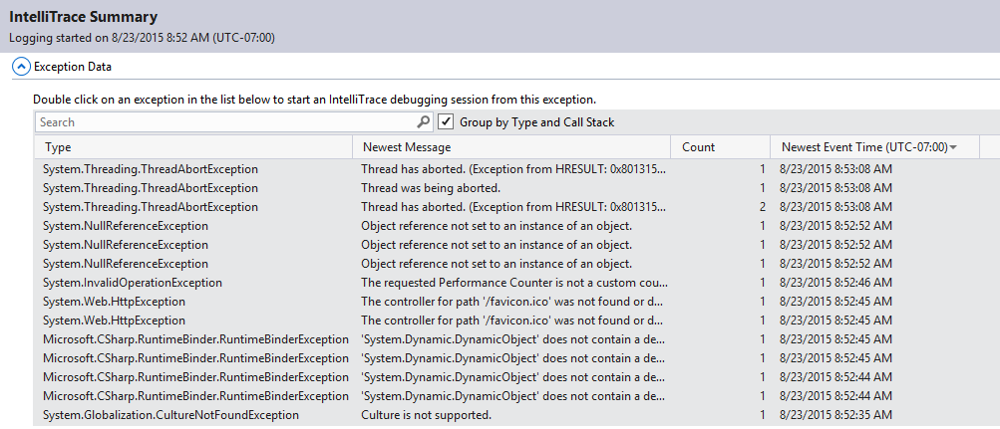 IntelliTrace Summary
Logging started on 8/23/2015 8:52 AM (UTC-07:00)
Exception Data
Double click on an exception in the list below to start an IntelliTrace debugging session from this exception.
Search Group by Type and Call Stack
Type Newest Message Count Newest Event Time (UTC-07:00)
System.Threading.ThreadAbortException Thread has aborted. (Exception from HRESULT: 0x801315... 1 8/23/2015 8:53:08 AM
System.Threading.ThreadAbortException Thread was being aborted. 1 8/23/2015 8:53:08 AM
System.Threading.ThreadAbortException Thread has aborted. (Exception from HRESULT: 0x801315... 2 8/23/2015 8:53:08 AM
System.NullReferenceException Object reference not set to an instance of an object. 1 8/23/2015 8:52:52 AM
System.NullReferenceException Object reference not set to an instance of an object. 1 8/23/2015 8:52:52 AM
System.NullReferenceException Object reference not set to an instance of an object. 1 8/23/2015 8:52:52 AM
System.InvalidOperationException The requested Performance Counter is not a custom cou... 1 8/23/2015 8:52:46 AM
System.Web.HttpException The controller for path '/favicon.ico' was not found or d... 1 8/23/2015 8:52:45 AM
System.Web.HttpException The controller for path '/favicon.ico' was not found or d... 1 8/23/2015 8:52:45 AM
Microsoft.CSharp.RuntimeBinder.RuntimeBinderException 'System.Dynamic.DynamicObject' does not contain a de... 1 8/23/2015 8:52:45 AM
Microsoft.CSharp.RuntimeBinder.RuntimeBinderException 'System.Dynamic.DynamicObject' does not contain a de... 1 8/23/2015 8:52:45 AM
Microsoft.CSharp.RuntimeBinder.RuntimeBinderException 'System.Dynamic.DynamicObject' does not contain a de... 1 8/23/2015 8:52:44 AM
Microsoft.CSharp.RuntimeBinder.RuntimeBinderException 'System.Dynamic.DynamicObject' does not contain a de... 1 8/23/2015 8:52:44 AM
System.Globalization.CultureNotFoundException Culture is not supported. 1 8/23/2015 8:52:35 AM